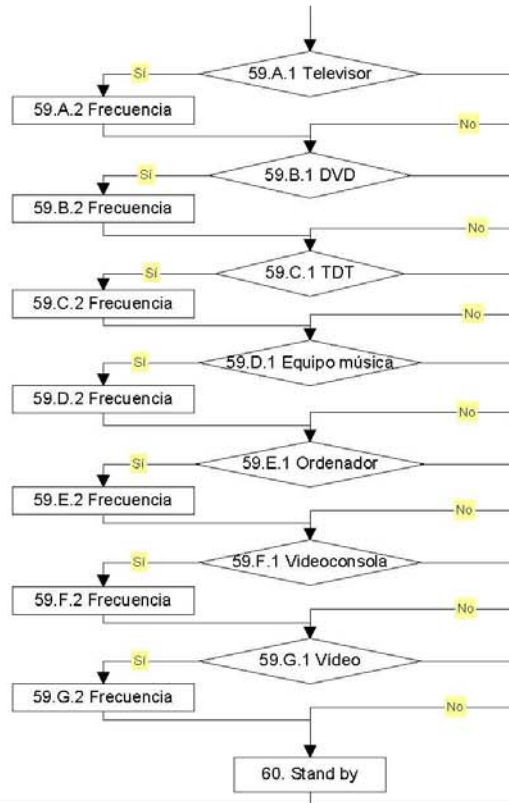 59.A.1 Televisor
Sí
59.A.2 Frecuencia
No
59.B.1 DVD
Sí
59.B.2 Frecuencia
No
59.C.1 TDT
Sí
59.C.2 Frecuencia
No
59.D.1 Equipo música
Sí
59.D.2 Frecuencia
No
59.E.1 Ordenador
Sí
59.E.2 Frecuencia
No
59.F.1 Videoconsola
Sí
59.F.2 Frecuencia
No
59.G.1 Vídeo
Sí
59.G.2 Frecuencia
No
60. Stand by